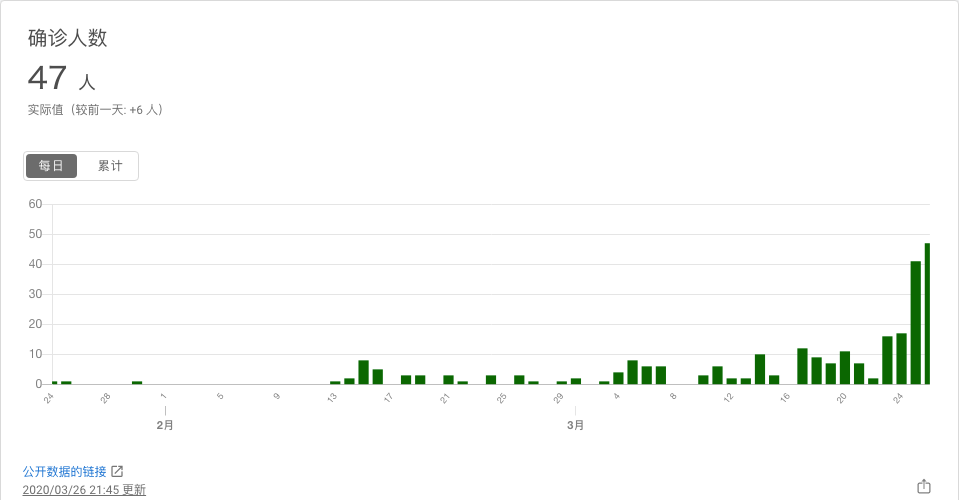 确诊人数
47 人
实际值（较前一天: +6 人）
每日 累计
60
50
40
30
20
10
0
24 28 1 5 9 13 17 21 25 29 4 8 12 16 20 24
2月 3月
公开数据的链接
2020/03/26 21:45 更新